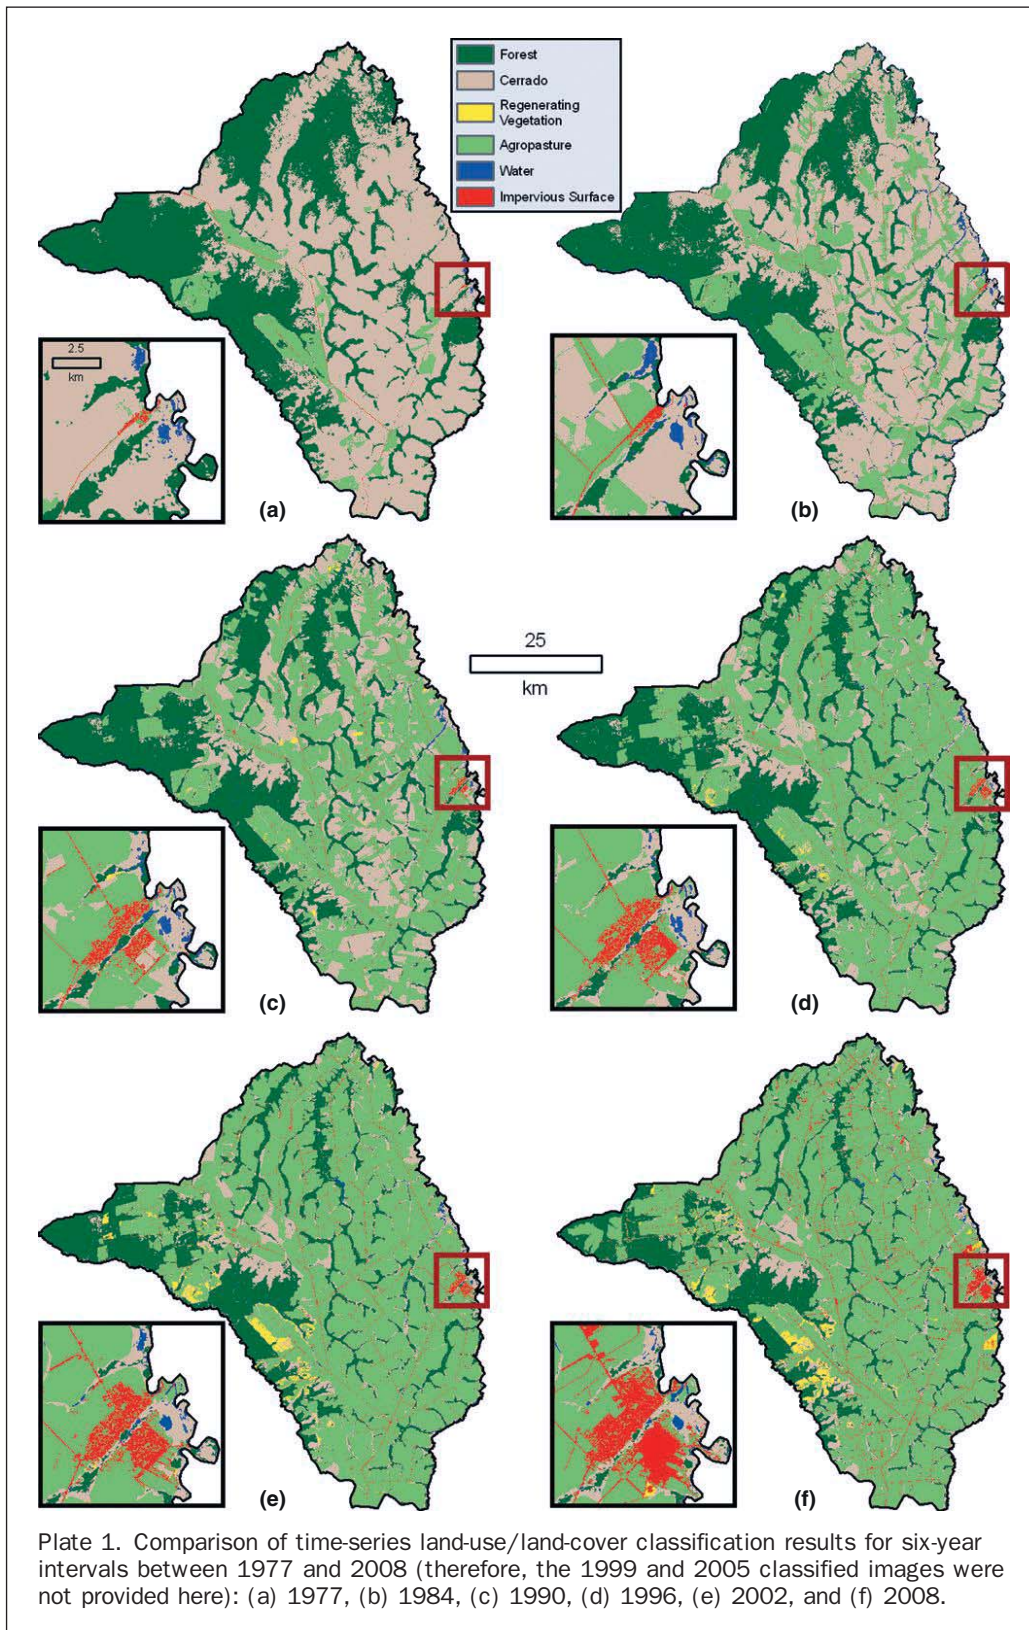 Forest
Cerrado
Regenerating
Vegetation
Agropasture
Water
Impervious Surface
2.5
km
(a)
(b)
25
km
(c)
(d)
(e)
(f)
Plate 1. Comparison of time-series land-use/land-cover classification results for six-year
intervals between 1977 and 2008 (therefore, the 1999 and 2005 classified images were
not provided here): (a) 1977, (b) 1984, (c) 1990, (d) 1996, (e) 2002, and (f) 2008.